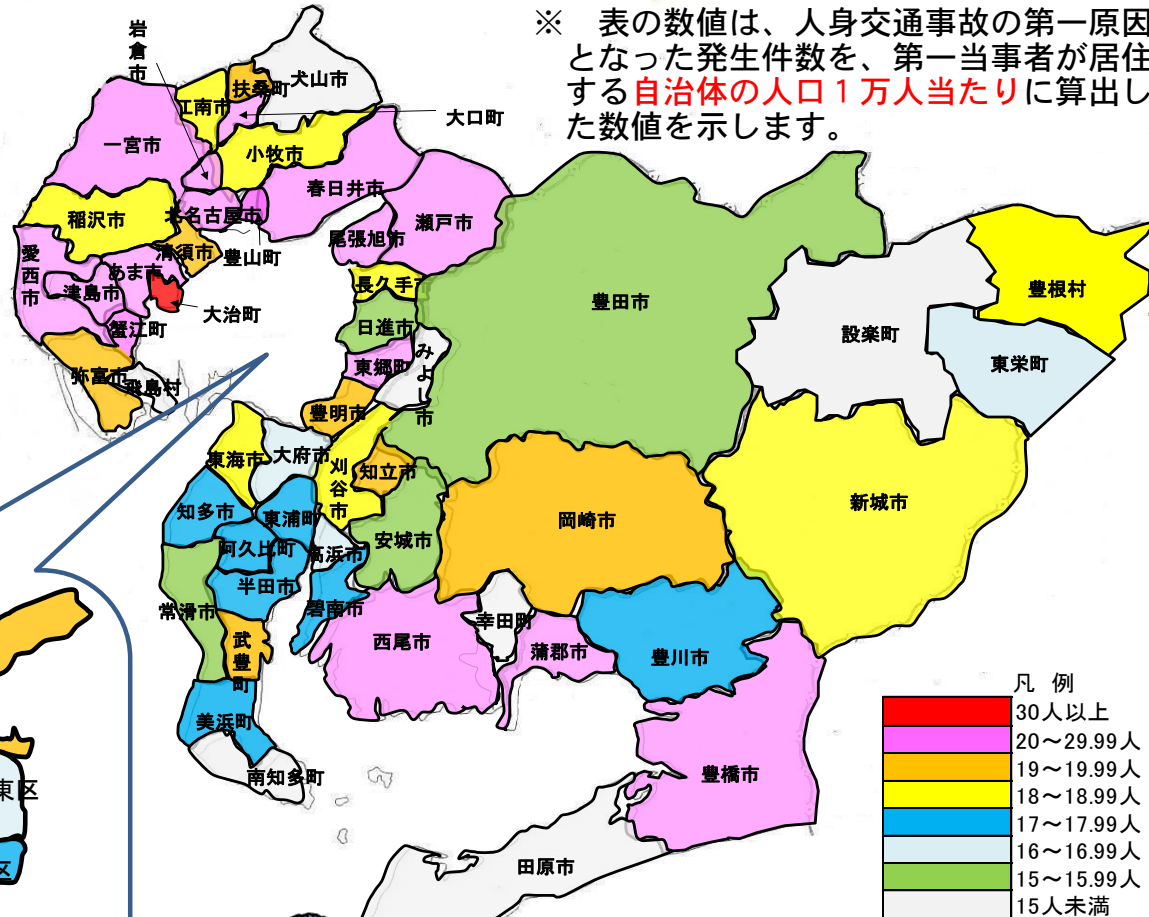 ※ 表の数値は、人身交通事故の第一原因
となった発生件数を、第一当事者が居住
する自治体の人口１万人当たりに算出し
た数値を示します。
岩倉市
犬山市
扶桑町
江南市
大口町
一宮市
小牧市
春日井市
稲沢市
北名古屋市
瀬戸市
尾張旭市
清須市
豊山町
愛西市
あま市
津島市
長久手市
大治町
蟹江町
日進市
豊田市
豊根村
設楽町
東栄町
東郷町
みよし市
弥富市
飛島村
豊明市
東海市
大府市
刈谷市
知立市
新城市
知多市
東浦町
岡崎市
安城市
阿久比町
高浜市
半田市
碧南市
常滑市
武豊町
西尾市
幸田町
蒲郡市
豊川市
美浜町
南知多町
豊橋市
田原市
東区
区
凡 例
30人以上
20～29.99人
19～19.99人
18～18.99人
17～17.99人
16～16.99人
15～15.99人
15人未満